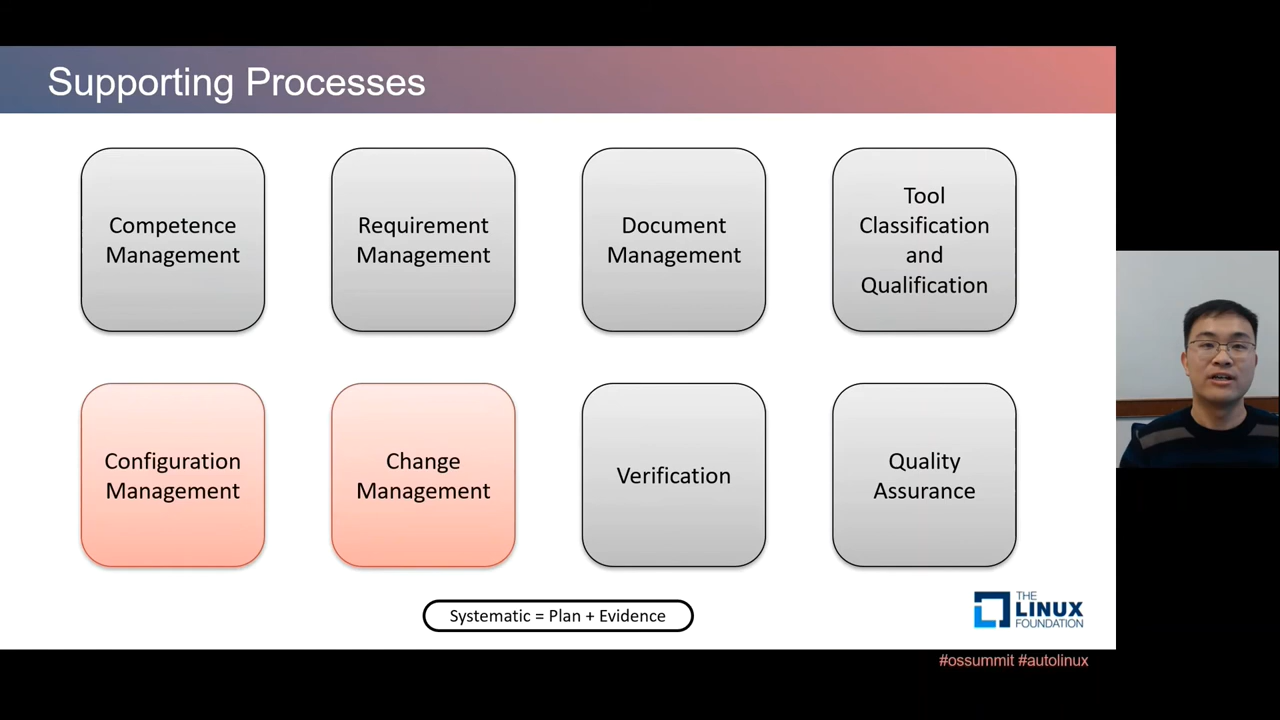 Supporting Processes
Competence
Management
Requirement
Management
Document
Management
Tool
Classification
and
Qualification
Configuration
Management
Change
Management
Verification
Quality
Assurance
Systematic = Plan + Evidence
THE
LINUX
FOUNDATION
#ossummit #autolinux